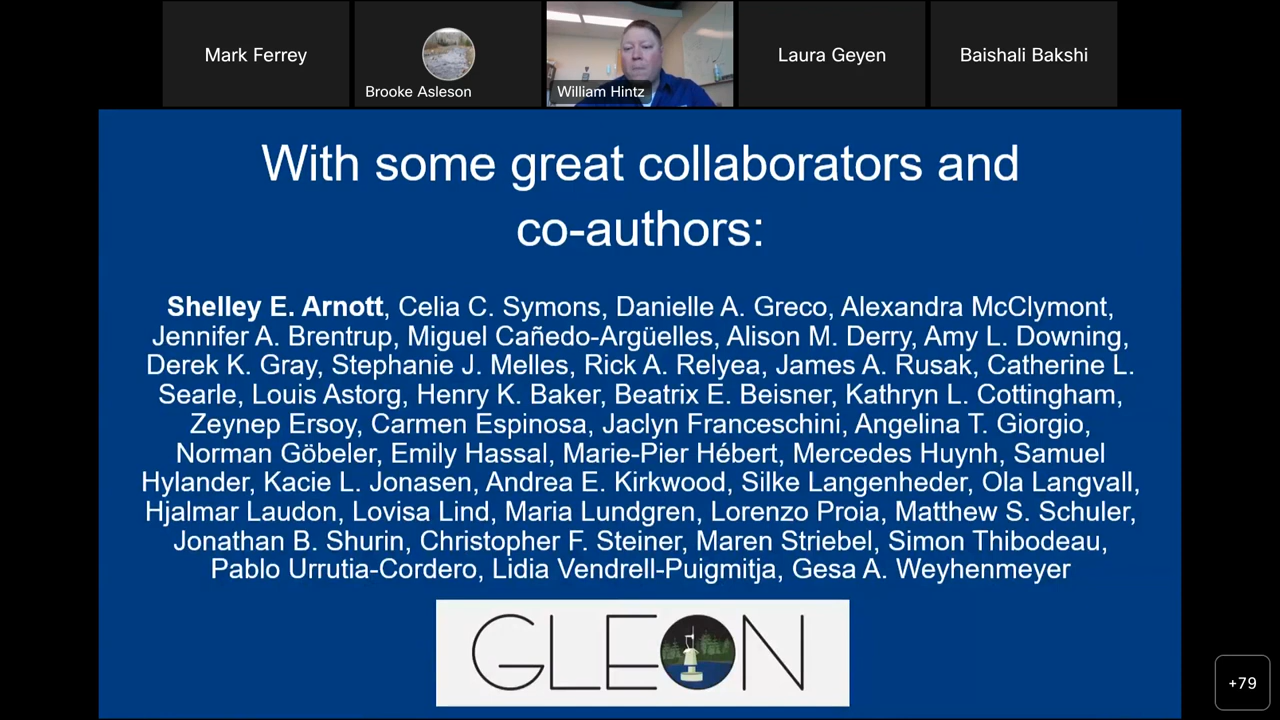 Mark Ferrey
Brooke Asleson
William Hintz
Laura Geyen
Baishali Bakshi
With some great collaborators and
co-authors:
Shelley E. Arnott, Celia C. Symons, Danielle A. Greco, Alexandra McClymont,
Jennifer A. Brentrup, Miguel Cañedo-Argüelles, Alison M. Derry, Amy L. Downing,
Derek K. Gray, Stephanie J. Melles, Rick A. Relyea, James A. Rusak, Catherine L.
Searle, Louis Astorg, Henry K. Baker, Beatrix E. Beisner, Kathryn L. Cottingham,
Zeynep Ersoy, Carmen Espinosa, Jaclyn Franceschini, Angelina T. Giorgio,
Norman Göbeler, Emily Hassal, Marie-Pier Hébert, Mercedes Huynh, Samuel
Hylander, Kacie L. Jonasen, Andrea E. Kirkwood, Silke Langenheder, Ola Langvall,
Hjalmar Laudon, Lovisa Lind, Maria Lundgren, Lorenzo Proia, Matthew S. Schuler,
Jonathan B. Shurin, Christopher F. Steiner, Maren Striebel, Simon Thibodeau,
Pablo Urrutia-Cordero, Lidia Vendrell-Puigmitja, Gesa A. Weyhenmeyer
GLEON
+79